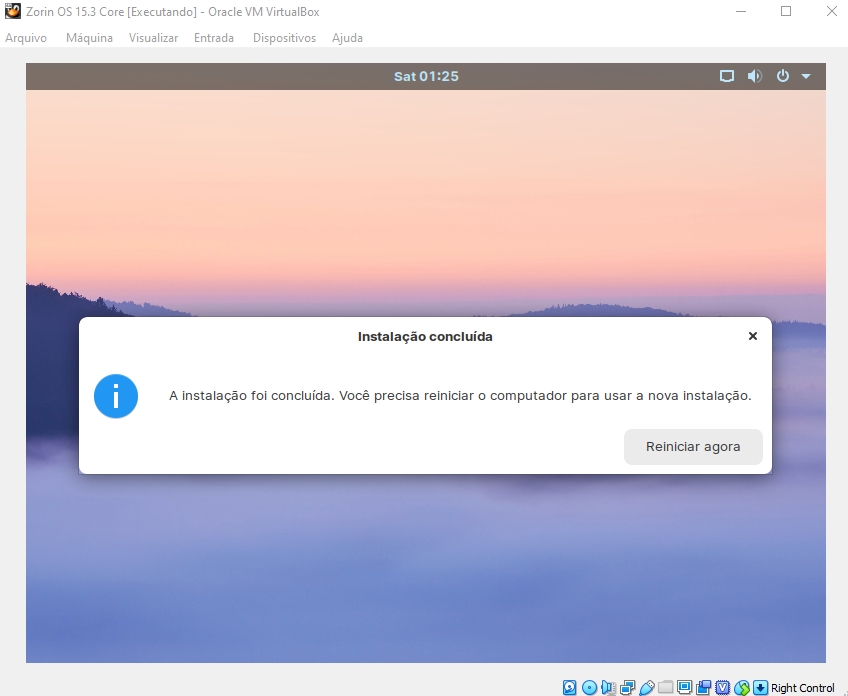 Zorin OS 15.3 Core [Executando] - Oracle VM VirtualBox
Arquivo Máquina Visualizar Entrada Dispositivos Ajuda
Sat 01:25
Instalação concluída
A instalação foi concluída. Você precisa reiniciar o computador para usar a nova instalação.
Reiniciar agora
Right Control